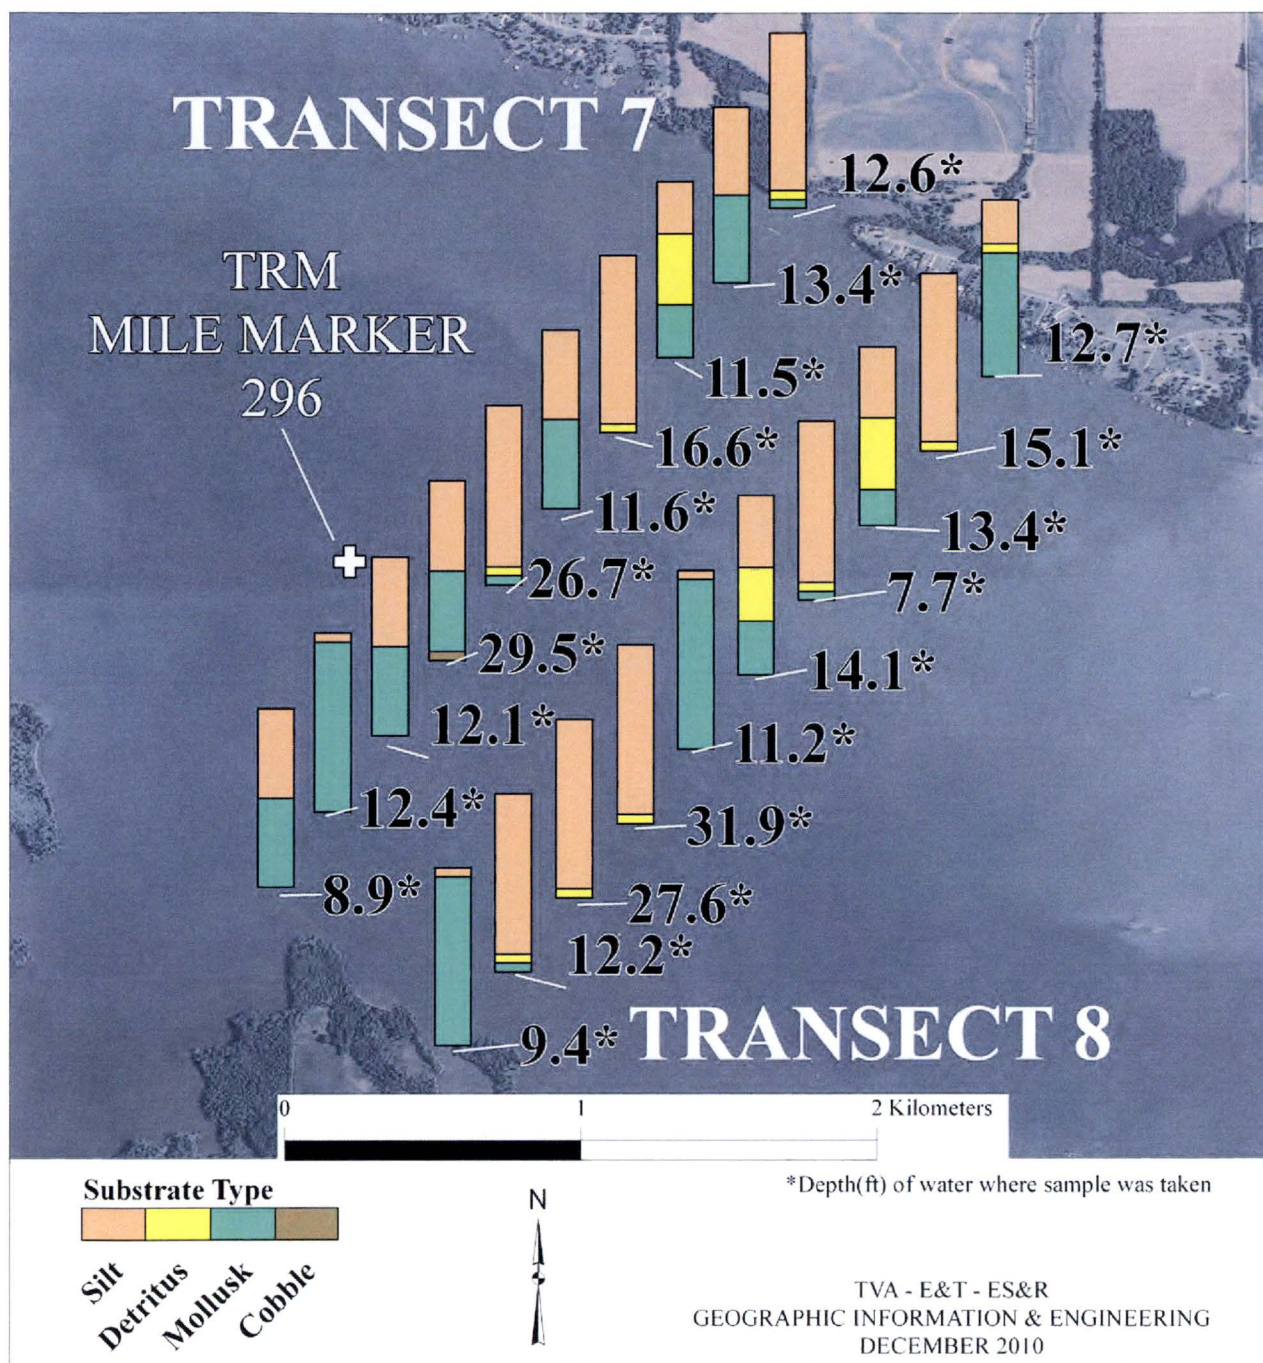 TRANSECT 7
12.6*
TRM
MILE MARKER
296
13.4*
12.7*
11.5*
16.6*
15.1*
11.6*
13.4*
26.7*
7.7*
29.5*
14.1*
12.1*
11.2*
12.4*
31.9*
8.9*
27.6*
12.2*
9.4*
TRANSECT 8
0 1 2 Kilometers
*Depth(ft) of water where sample was taken
Substrate Type
Silt
Detritus
Mollusk
Cobble
N
TVA - E&T - ES&R
GEOGRAPHIC INFORMATION & ENGINEERING
DECEMBER 2010